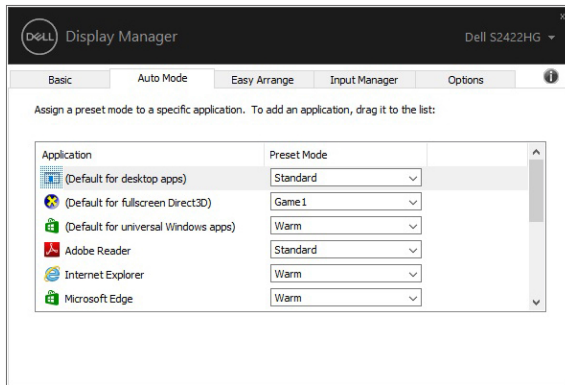 DELL Display Manager Dell S2422HG
Basic Auto Mode Easy Arrange Input Manager Options
Assign a preset mode to a specific application. To add an application, drag it to the list:
Application Preset Mode
(Default for desktop apps) Standard
(Default for fullscreen Direct3D) Game1
(Default for universal Windows apps) Warm
Adobe Reader Standard
Internet Explorer Warm
Microsoft Edge Warm